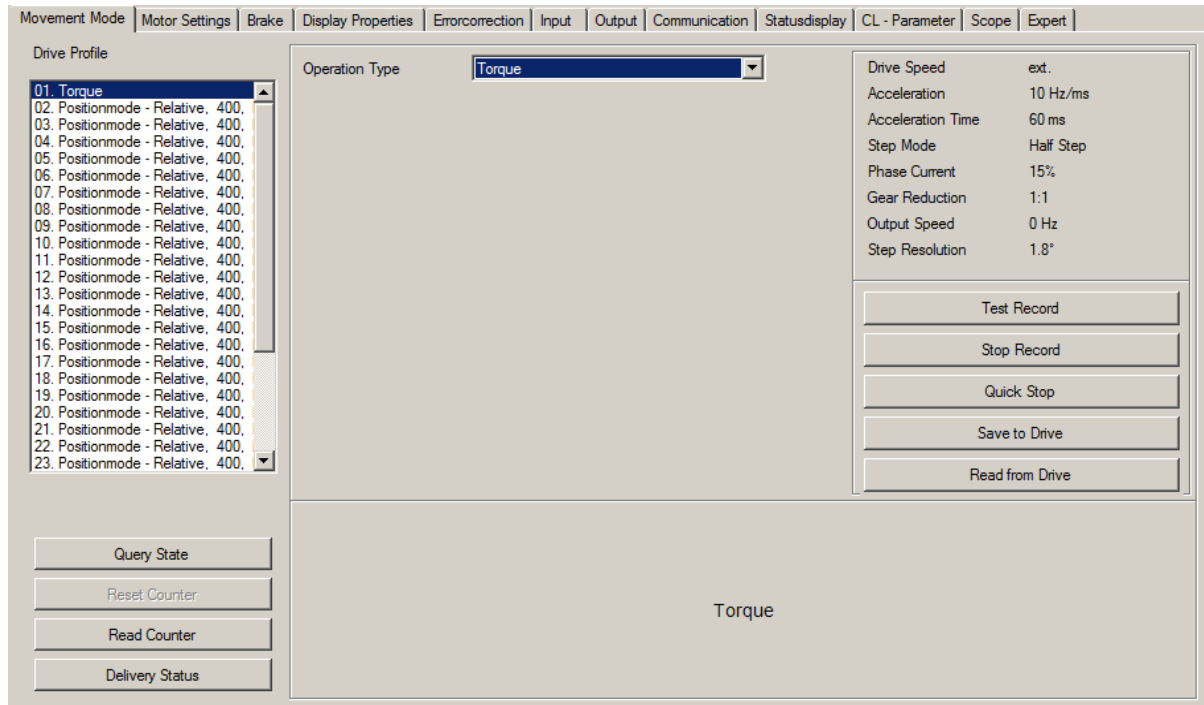 Movement Mode Motor Settings Brake Display Properties Errorcorrection Input Output Communication Statusdisplay CL - Parameter Scope Expert
Drive Profile
01. Torque
02. Positionmode - Relative, 400,
03. Positionmode - Relative, 400,
04. Positionmode - Relative, 400,
05. Positionmode - Relative, 400,
06. Positionmode - Relative, 400,
07. Positionmode - Relative, 400,
08. Positionmode - Relative, 400,
09. Positionmode - Relative, 400,
10. Positionmode - Relative, 400,
11. Positionmode - Relative, 400,
12. Positionmode - Relative, 400,
13. Positionmode - Relative, 400,
14. Positionmode - Relative, 400,
15. Positionmode - Relative, 400,
16. Positionmode - Relative, 400,
17. Positionmode - Relative, 400,
18. Positionmode - Relative, 400,
19. Positionmode - Relative, 400,
20. Positionmode - Relative, 400,
21. Positionmode - Relative, 400,
22. Positionmode - Relative, 400,
23. Positionmode - Relative, 400,
Query State
Reset Counter
Read Counter
Delivery Status
Operation Type Torque
Drive Speed ext.
Acceleration 10 Hz/ms
Acceleration Time 60 ms
Step Mode Half Step
Phase Current 15%
Gear Reduction 1:1
Output Speed 0 Hz
Step Resolution 1.8°
Test Record
Stop Record
Quick Stop
Save to Drive
Read from Drive
Torque